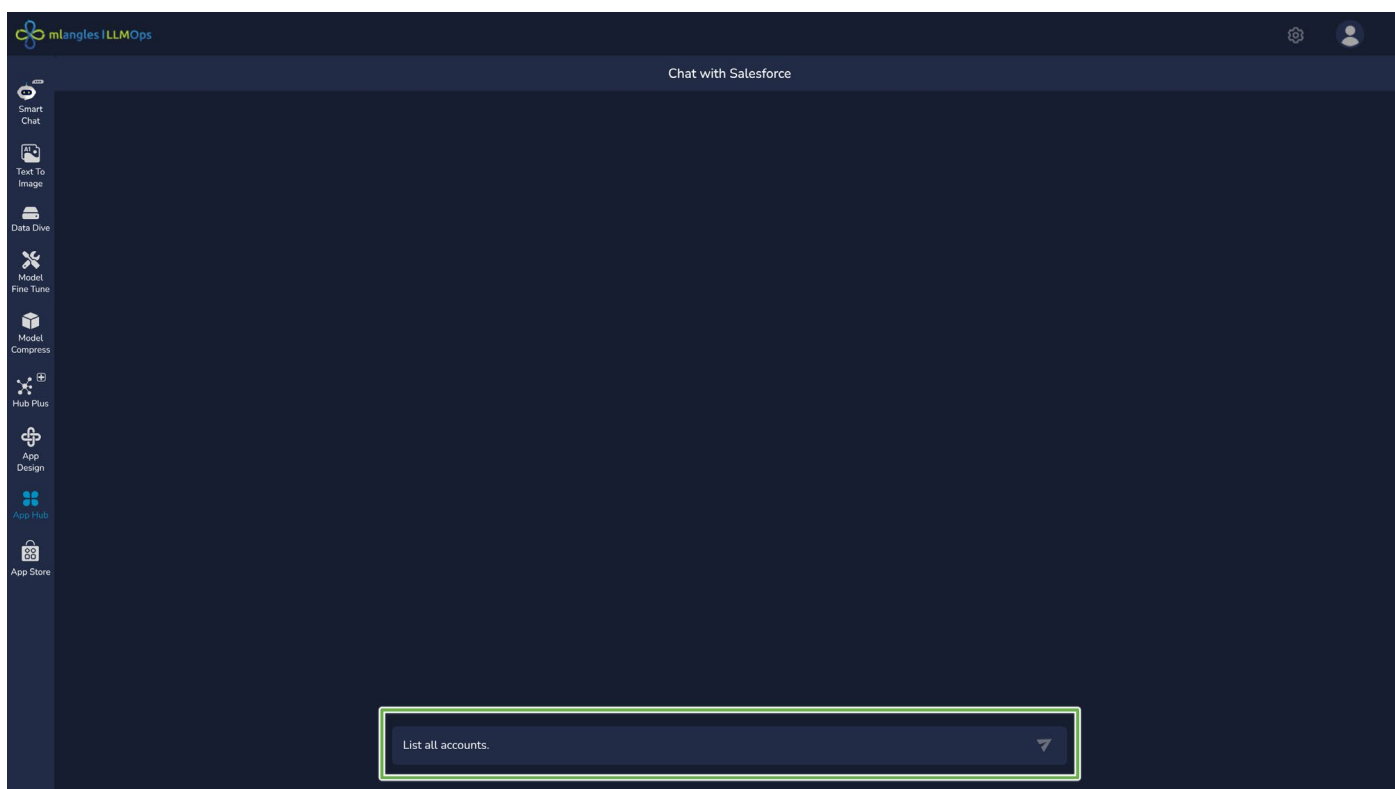 mlangles | LLMOps
Chat with Salesforce
Smart
Chat
Text To
Image
Data Dive
Model
Fine Tune
Model
Compress
Hub Plus
App
Design
App Hub
App Store
List all accounts.